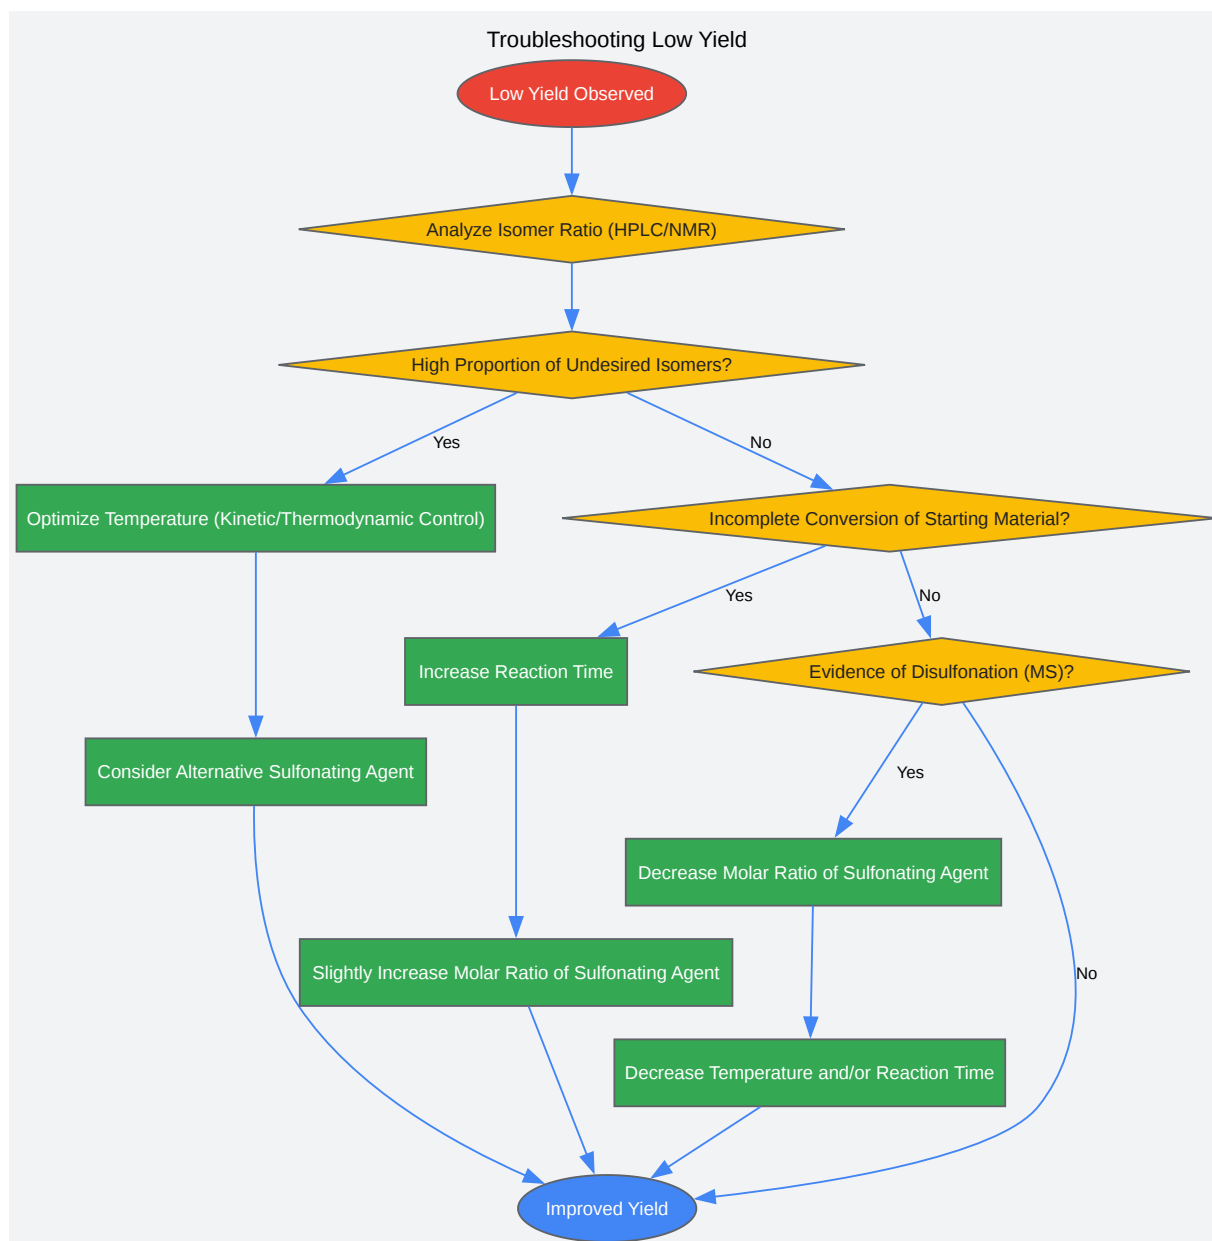 Troubleshooting Low Yield
Low Yield Observed
Analyze Isomer Ratio (HPLC/NMR)
High Proportion of Undesired Isomers?
Yes
No
Optimize Temperature (Kinetic/Thermodynamic Control)
Incomplete Conversion of Starting Material?
Yes
No
Increase Reaction Time
Evidence of Disulfonation (MS)?
Consider Alternative Sulfonating Agent
Yes
Decrease Molar Ratio of Sulfonating Agent
Slightly Increase Molar Ratio of Sulfonating Agent
No
Decrease Temperature and/or Reaction Time
Improved Yield